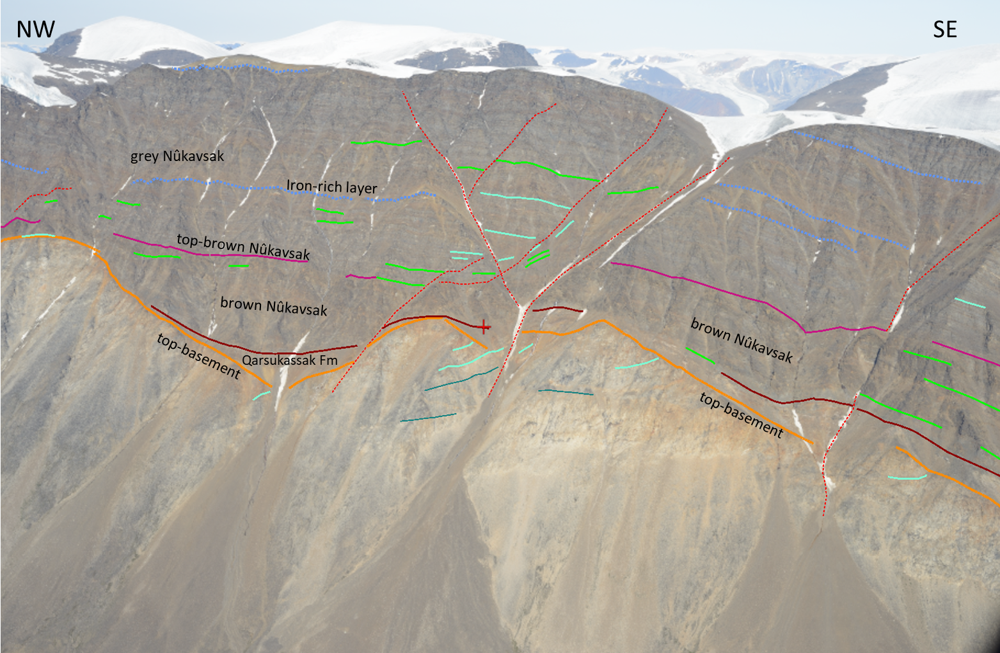 NW
SE
grey Nûkavsak
Iron-rich layer
top-brown Nûkavsak
brown Nûkavsak
top-basement
Qarsukassak Fm
brown Nûkavsak
top-basement